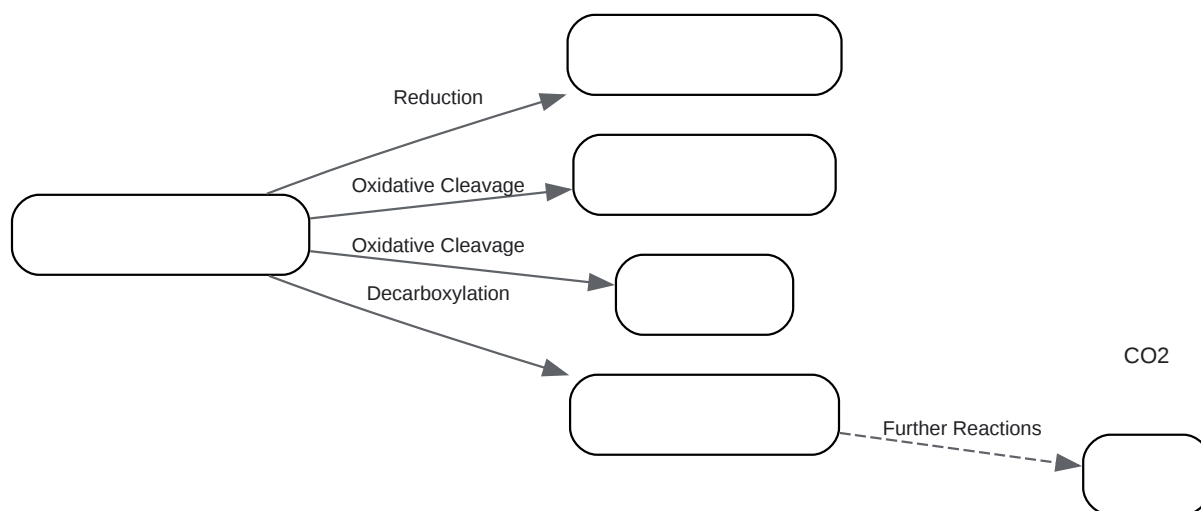 Reduction
Oxidative Cleavage
Oxidative Cleavage
Decarboxylation
CO2
Further Reactions